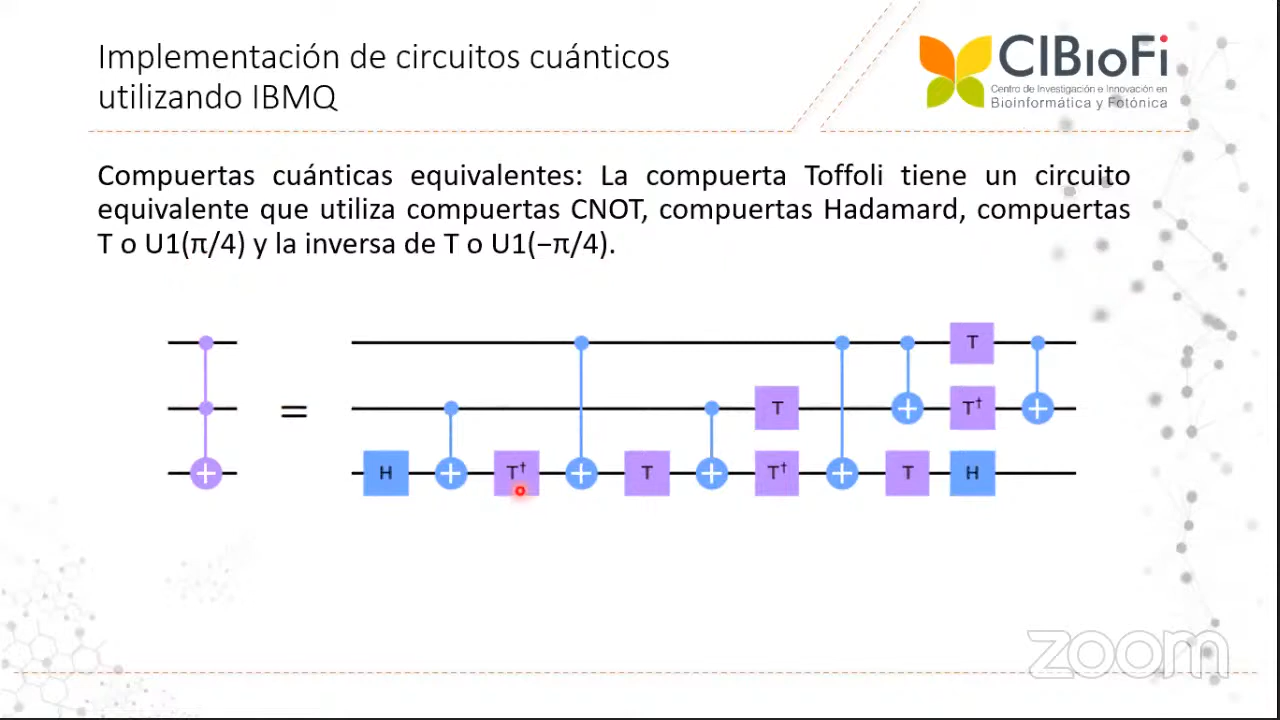 Implementación de circuitos cuánticos
utilizando IBMQ
CIBioFi
Centro de Investigación e Innovación en
Bioinformática y Fotónica
Compuertas cuánticas equivalentes: La compuerta Toffoli tiene un circuito
equivalente que utiliza compuertas CNOT, compuertas Hadamard, compuertas
T o U1(π/4) y la inversa de T o U1(−π/4).
T
= T T†
H T† T T† T H
zoom